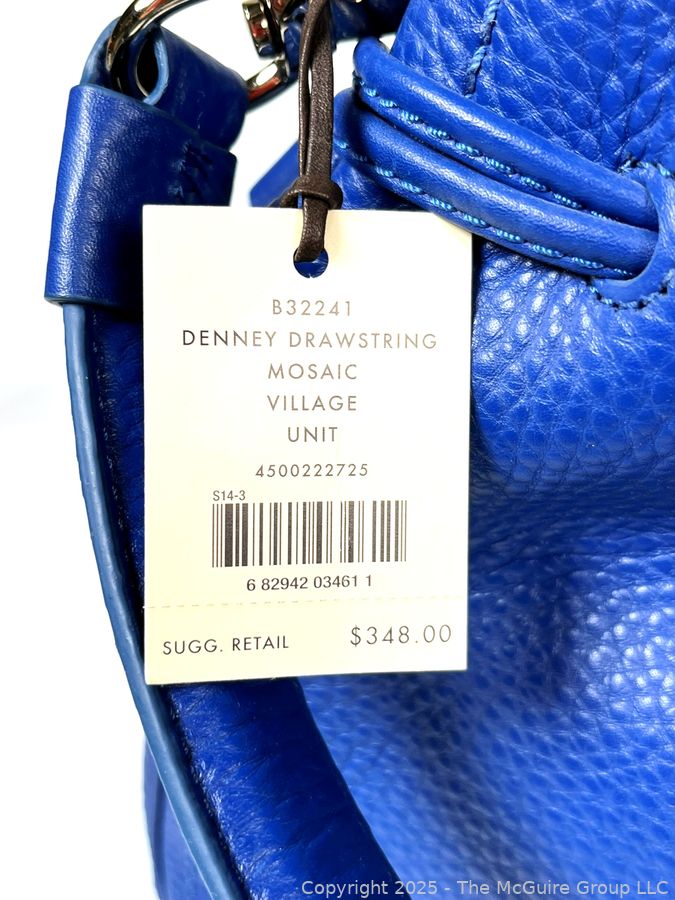 B32241
DENNEY DRAWSTRING
MOSAIC
VILLAGE
UNIT
4500222725
S14-3
6 82942 03461 1
SUGG. RETAIL $348.00
Copyright 2025 - The McGuire Group LLC